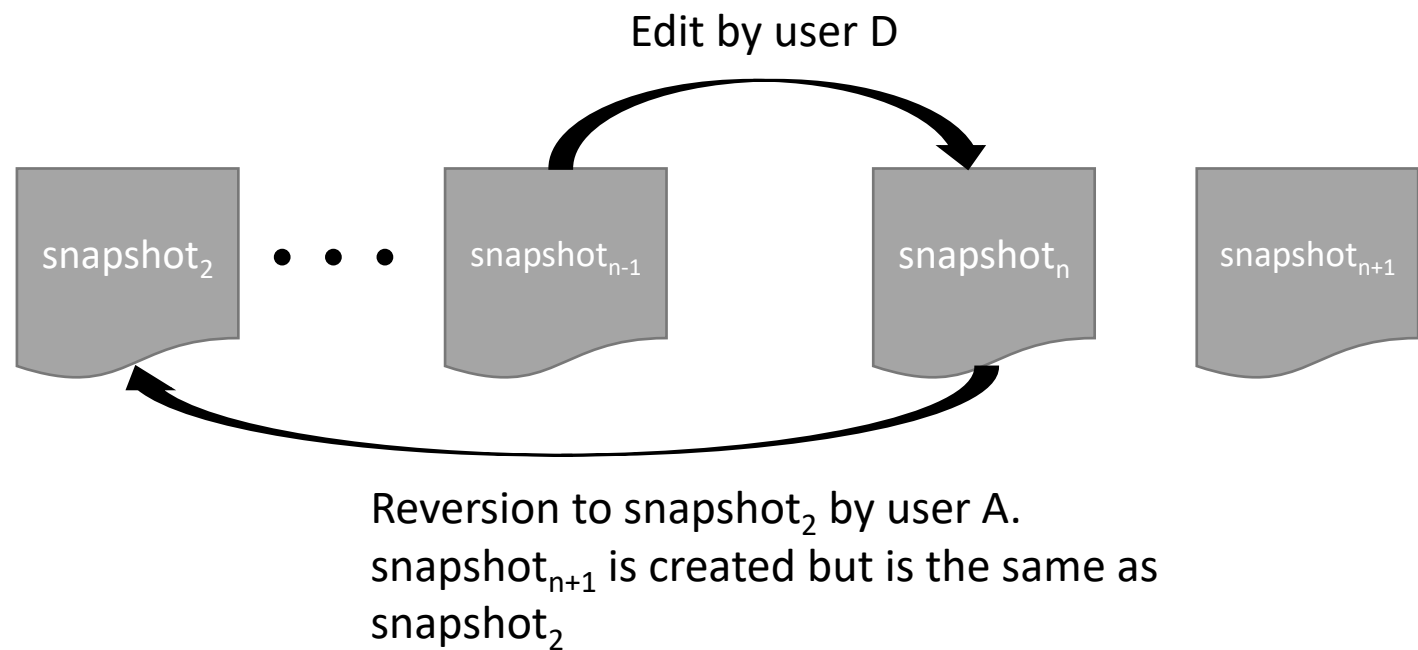 Edit by user D
snapshot₂
• • •
snapshotₙ₋₁
snapshotₙ
snapshotₙ₊₁
Reversion to snapshot₂ by user A.
snapshotₙ₊₁ is created but is the same as
snapshot₂